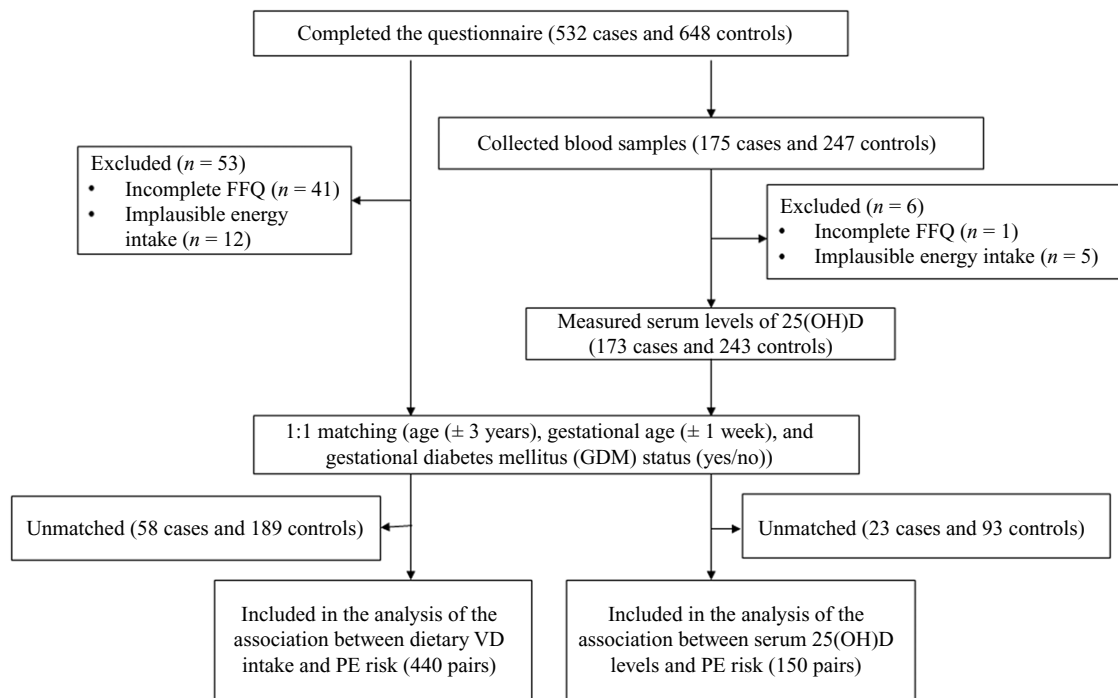 Completed the questionnaire (532 cases and 648 controls)
Collected blood samples (175 cases and 247 controls)
Excluded (n = 53)
• Incomplete FFQ (n = 41)
• Implausible energy
intake (n = 12)
Excluded (n = 6)
• Incomplete FFQ (n = 1)
• Implausible energy intake (n = 5)
Measured serum levels of 25(OH)D
(173 cases and 243 controls)
1:1 matching (age (± 3 years), gestational age (± 1 week), and
gestational diabetes mellitus (GDM) status (yes/no))
Unmatched (58 cases and 189 controls)
Unmatched (23 cases and 93 controls)
Included in the analysis of the
association between dietary VD
intake and PE risk (440 pairs)
Included in the analysis of the
association between serum 25(OH)D
levels and PE risk (150 pairs)